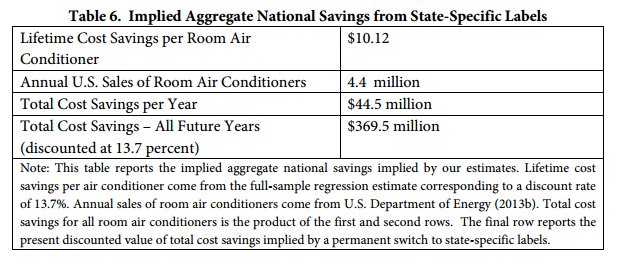 Table 6.  Implied Aggregate National Savings from State-Specific Labels
Lifetime Cost Savings per Room Air
Conditioner
$10.12
Annual U.S. Sales of Room Air Conditioners
4.4  million
Total Cost Savings per Year
$44.5 million
Total Cost Savings – All Future Years
(discounted at 13.7 percent)
$369.5 million
Note: This table reports the implied aggregate national savings implied by our estimates. Lifetime cost
savings per air conditioner come from the full-sample regression estimate corresponding to a discount rate
of 13.7%. Annual sales of room air conditioners come from U.S. Department of Energy (2013b). Total cost
savings for all room air conditioners is the product of the first and second rows.  The final row reports the
present discounted value of total cost savings implied by a permanent switch to state-specific labels.